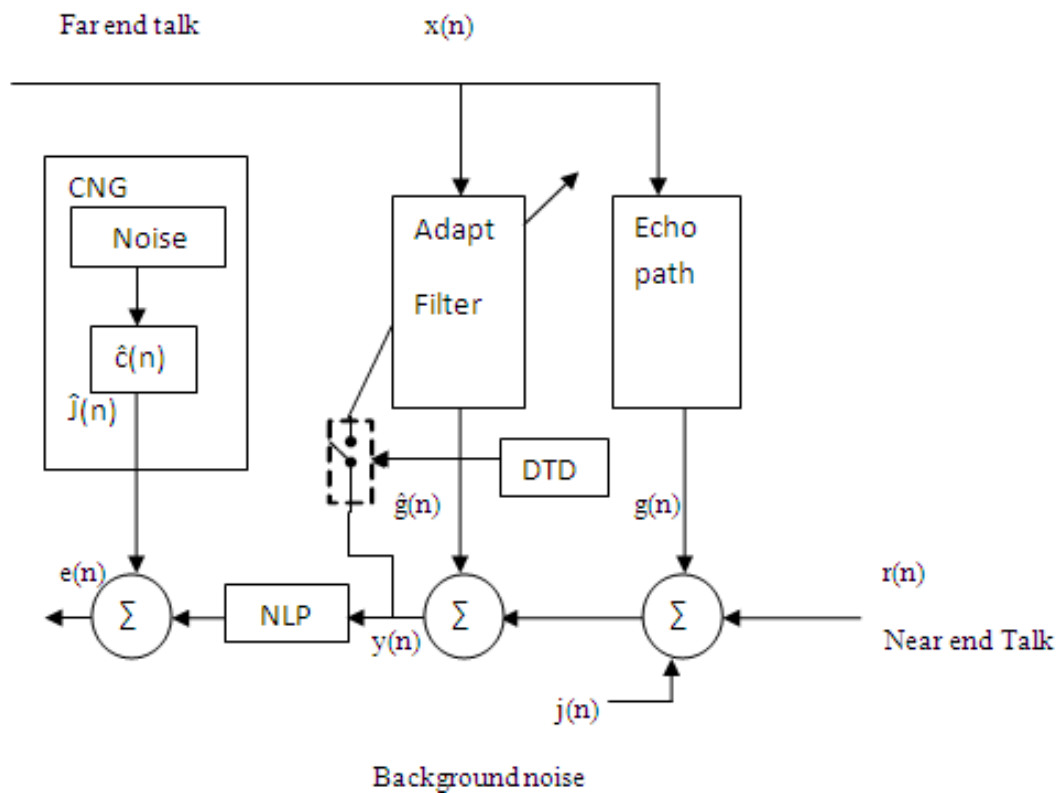 Far end talk
x(n)
CNG
Noise
ĉ(n)
Ĵ(n)
Adapt
Filter
Echo
path
DTD
ĝ(n)
g(n)
e(n)
r(n)
Σ
NLP
y(n)
Σ
Σ
Near end Talk
j(n)
Background noise